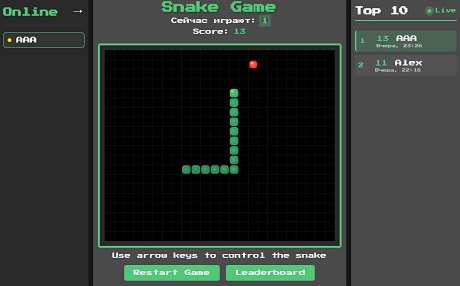 Online →
AAA
Snake Game
Сейчас играют: 1
Score: 13
Use arrow keys to control the snake
Restart Game
Leaderboard
Top 10
Live
1 13 AAA
Вчера, 23:26
2 11 Alex
Вчера, 22:15